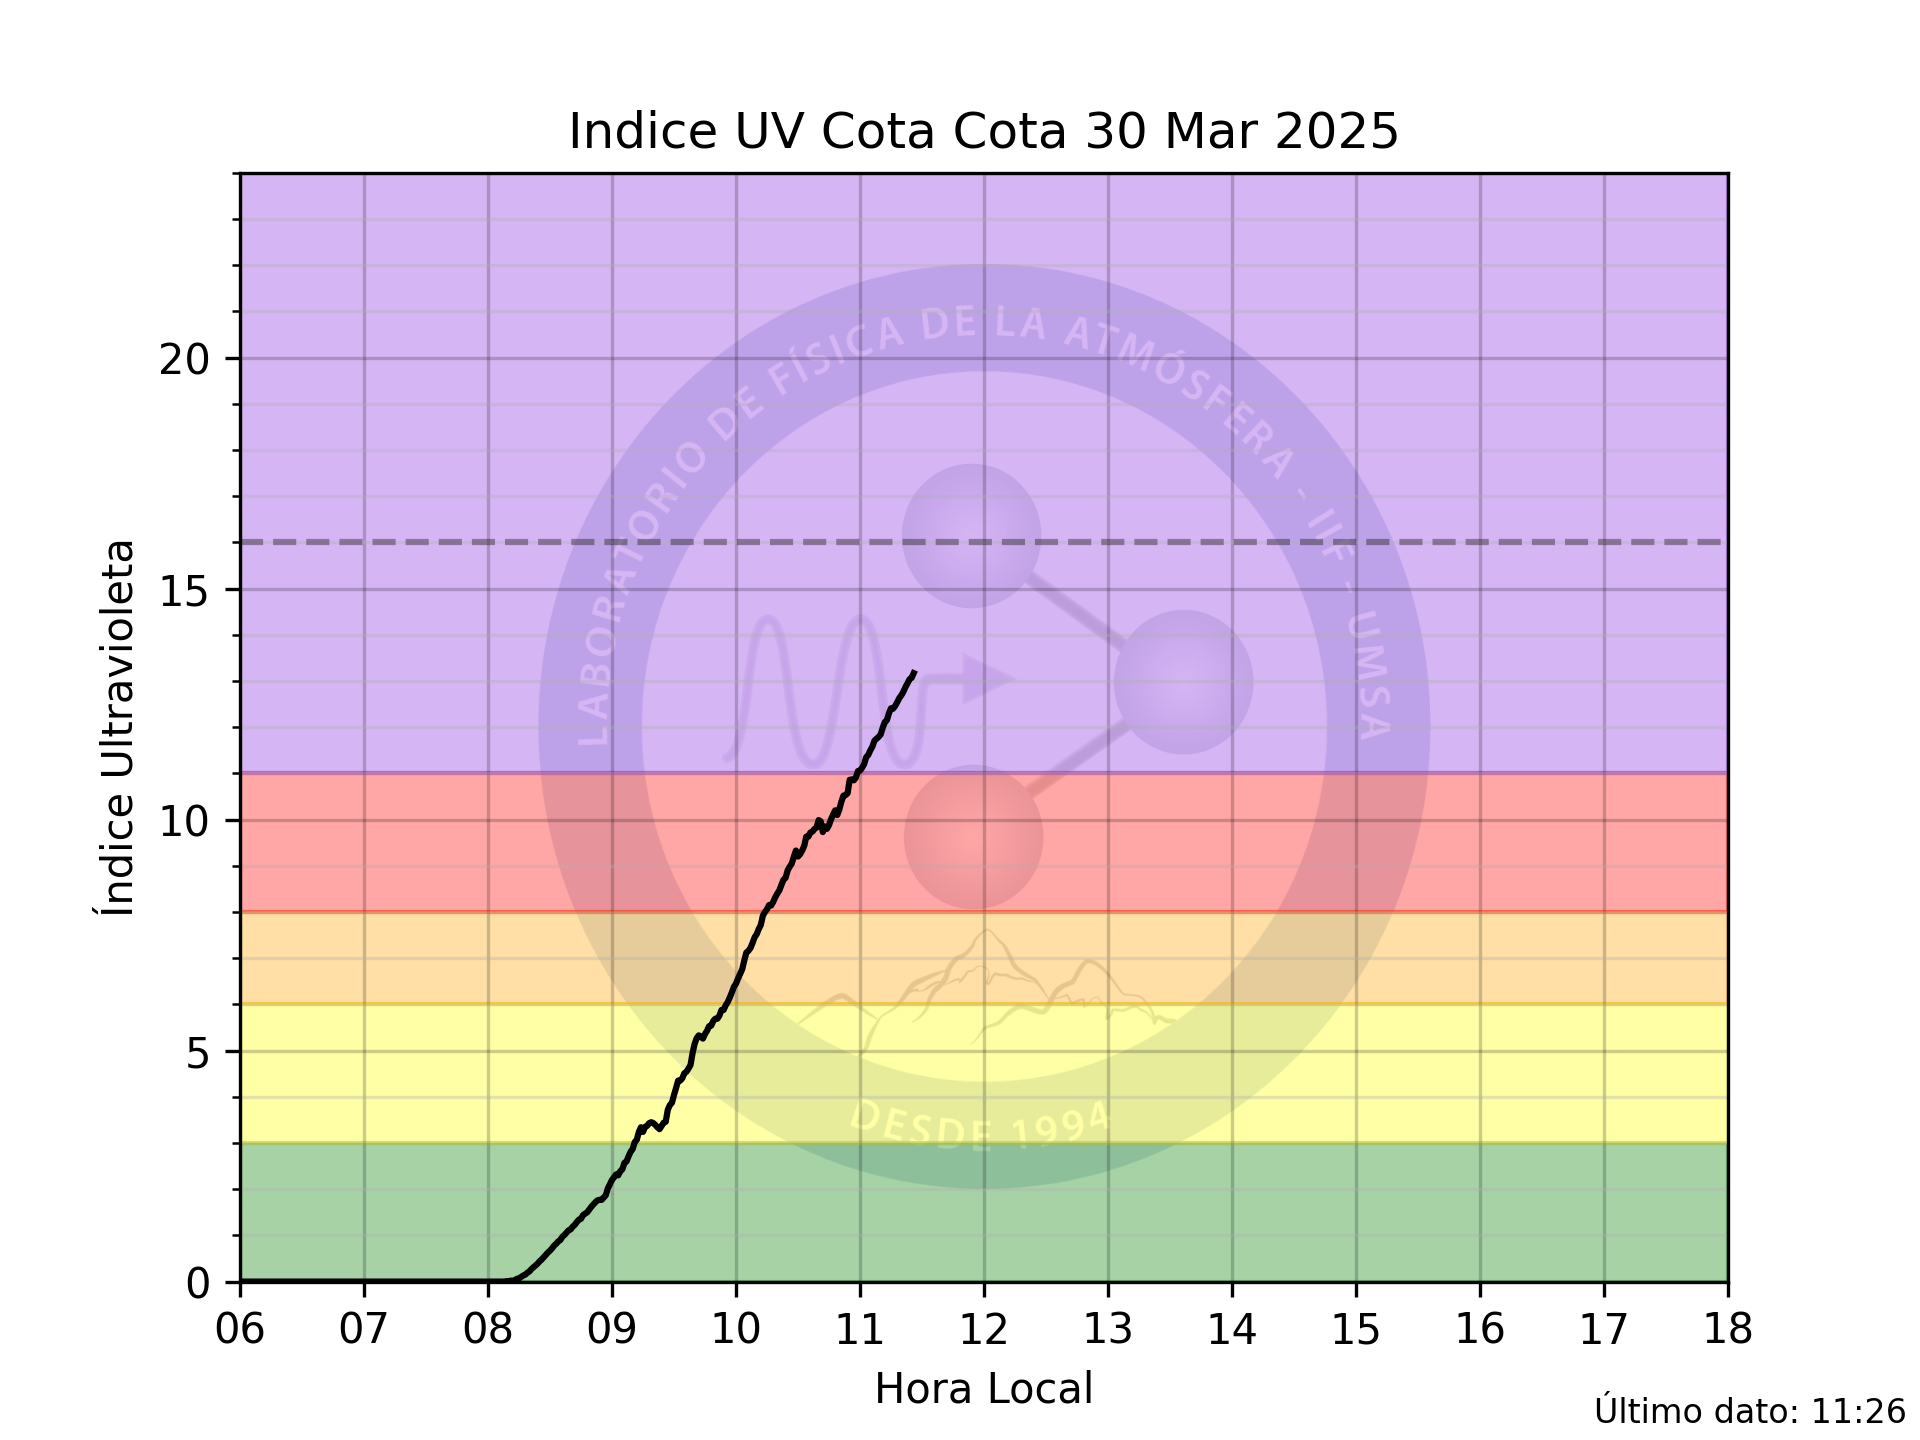 Indice UV Cota Cota 30 Mar 2025
LABORATORIO DE FÍSICA DE LA ATMÓSFERA - IIF - UMSA
DESDE 1994
Índice Ultravioleta
20
15
10
5
0
06 07 08 09 10 11 12 13 14 15 16 17 18
Hora Local
Último dato: 11:26